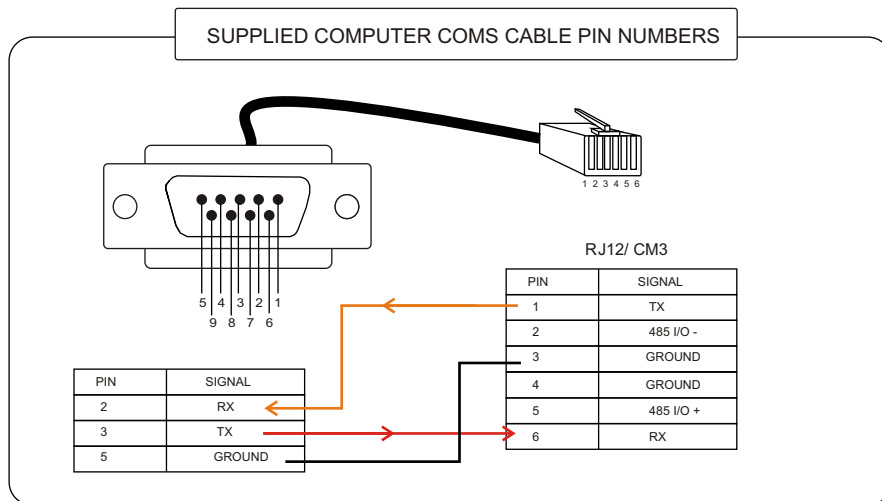 SUPPLIED COMPUTER COMS CABLE PIN NUMBERS
1 2 3 4 5 6
5 4 3 2 1
9 8 7 6
RJ12/ CM3
PIN SIGNAL
1 TX
2 485 I/O -
3 GROUND
4 GROUND
5 485 I/O +
6 RX
PIN SIGNAL
2 RX
3 TX
5 GROUND